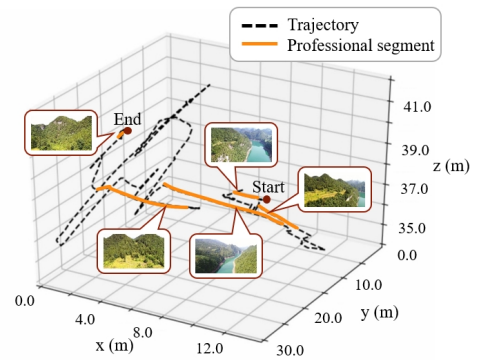 Trajectory
Professional segment
End
Start
41.0
39.0
z (m)
37.0
35.0
0.0
10.0
y (m)
20.0
30.0
0.0
4.0
x (m)
8.0
12.0